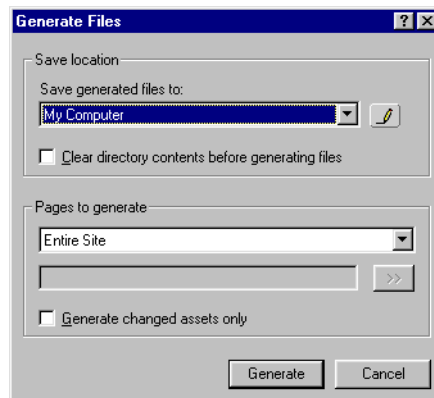 Generate Files
Save location
Save generated files to:
My Computer
Clear directory contents before generating files
Pages to generate
Entire Site
>>
Generate changed assets only
Generate
Cancel